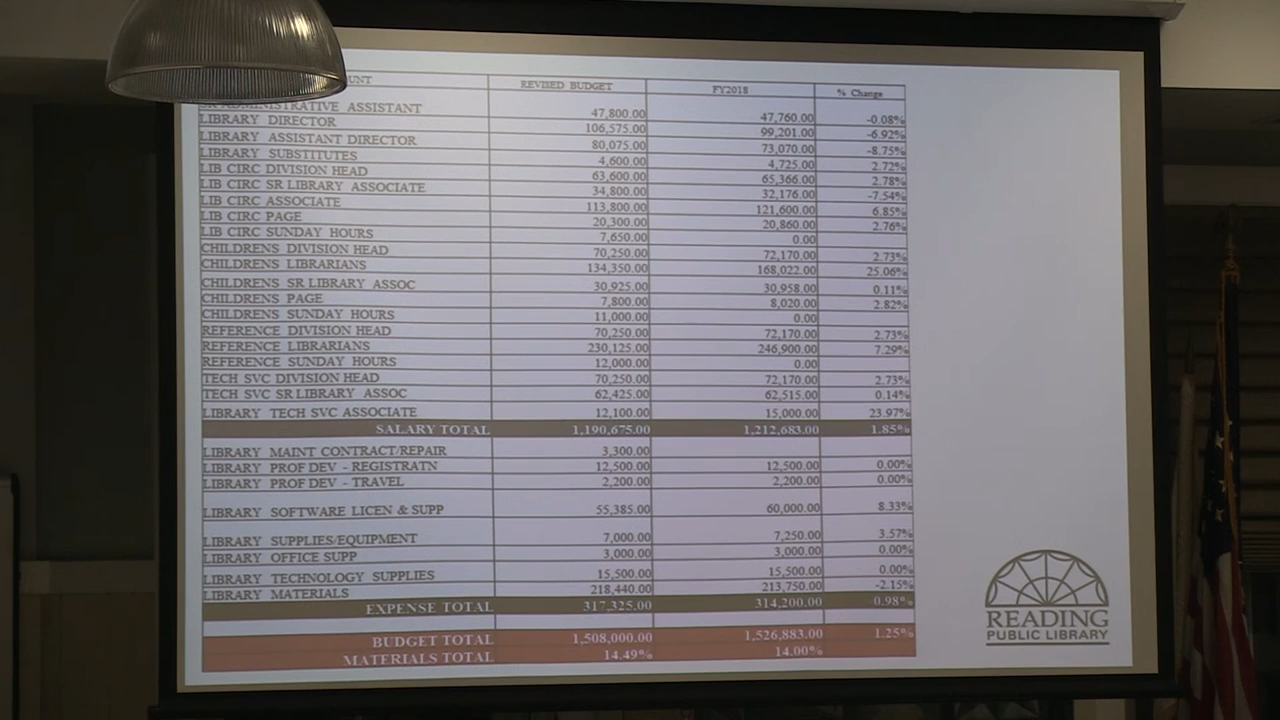 UNT REVISED BUDGET FY2018 % Change
SR ADMINISTRATIVE ASSISTANT 47,800.00 47,760.00 -0.08%
LIBRARY DIRECTOR 106,575.00 99,201.00 -6.92%
LIBRARY ASSISTANT DIRECTOR 80,075.00 73,070.00 -8.75%
LIBRARY SUBSTITUTES 4,600.00 4,725.00 2.72%
LIB CIRC DIVISION HEAD 63,600.00 65,366.00 2.78%
LIB CIRC SR LIBRARY ASSOCIATE 34,800.00 32,176.00 -7.54%
LIB CIRC ASSOCIATE 113,800.00 121,600.00 6.85%
LIB CIRC PAGE 20,300.00 20,860.00 2.76%
LIB CIRC SUNDAY HOURS 7,650.00 0.00
CHILDRENS DIVISION HEAD 70,250.00 72,170.00 2.73%
CHILDRENS LIBRARIANS 134,350.00 168,022.00 25.06%
CHILDRENS SR LIBRARY ASSOC 30,925.00 30,958.00 0.11%
CHILDRENS PAGE 7,800.00 8,020.00 2.82%
CHILDRENS SUNDAY HOURS 11,000.00 0.00
REFERENCE DIVISION HEAD 70,250.00 72,170.00 2.73%
REFERENCE LIBRARIANS 230,125.00 246,900.00 7.29%
REFERENCE SUNDAY HOURS 12,000.00 0.00
TECH SVC DIVISION HEAD 70,250.00 72,170.00 2.73%
TECH SVC SR LIBRARY ASSOC 62,425.00 62,515.00 0.14%
LIBRARY TECH SVC ASSOCIATE 12,100.00 15,000.00 23.97%
SALARY TOTAL 1,190,675.00 1,212,683.00 1.85%
LIBRARY MAINT CONTRACT/REPAIR 3,300.00
LIBRARY PROF DEV - REGISTRATN 12,500.00 12,500.00 0.00%
LIBRARY PROF DEV - TRAVEL 2,200.00 2,200.00 0.00%
LIBRARY SOFTWARE LICEN & SUPP 55,385.00 60,000.00 8.33%
LIBRARY SUPPLIES/EQUIPMENT 7,000.00 7,250.00 3.57%
LIBRARY OFFICE SUPP 3,000.00 3,000.00 0.00%
LIBRARY TECHNOLOGY SUPPLIES 15,500.00 15,500.00 0.00%
LIBRARY MATERIALS 218,440.00 213,750.00 -2.15%
EXPENSE TOTAL 317,325.00 314,200.00 0.98%
BUDGET TOTAL 1,508,000.00 1,526,883.00 1.25%
MATERIALS TOTAL 14.49% 14.00%
READING
PUBLIC LIBRARY